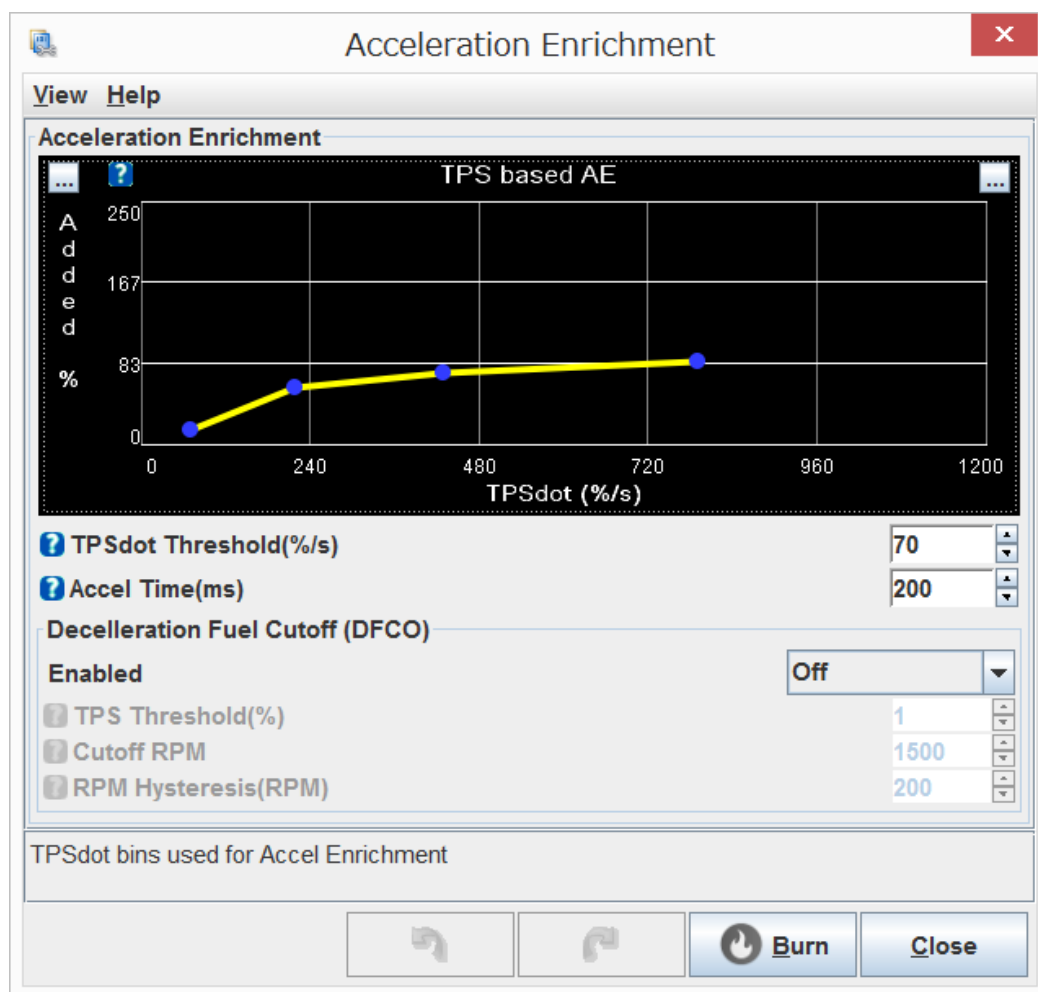 Acceleration Enrichment
×
View Help
Acceleration Enrichment
... ? TPS based AE ...
Added %
250
167
83
0
0 240 480 720 960 1200
TPSdot (%/s)
? TPSdot Threshold(%/s) 70
? Accel Time(ms) 200
Decelleration Fuel Cutoff (DFCO)
Enabled Off
? TPS Threshold(%) 1
? Cutoff RPM 1500
? RPM Hysteresis(RPM) 200
TPSdot bins used for Accel Enrichment
Burn Close